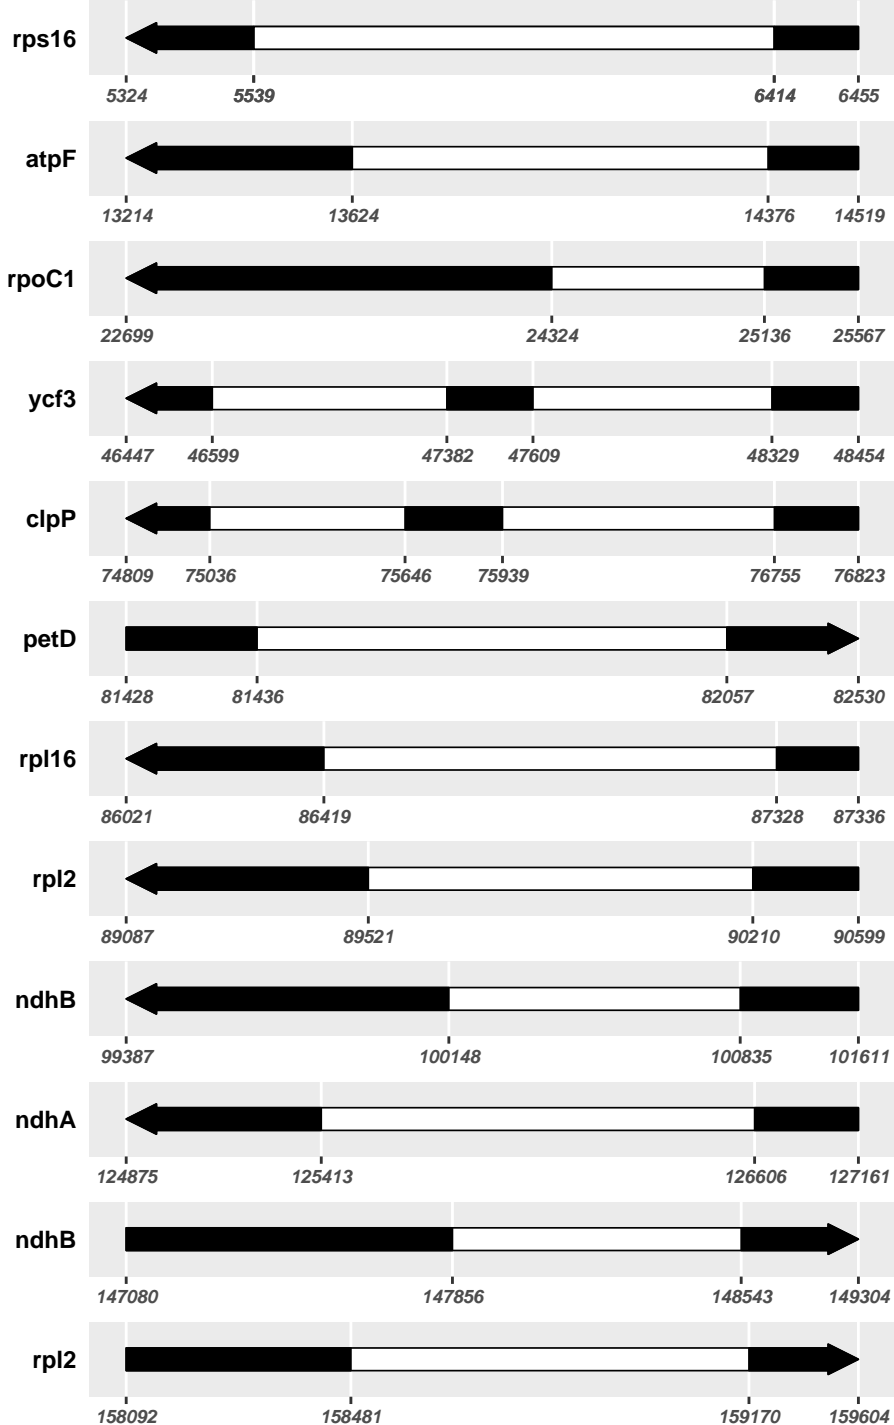 rps16
5324 5539 6414 6455
atpF
13214 13624 14376 14519
rpoC1
22699 24324 25136 25567
ycf3
46447 46599 47382 47609 48329 48454
clpP
74809 75036 75646 75939 76755 76823
petD
81428 81436 82057 82530
rpl16
86021 86419 87328 87336
rpl2
89087 89521 90210 90599
ndhB
99387 100148 100835 101611
ndhA
124875 125413 126606 127161
ndhB
147080 147856 148543 149304
rpl2
158092 158481 159170 159604